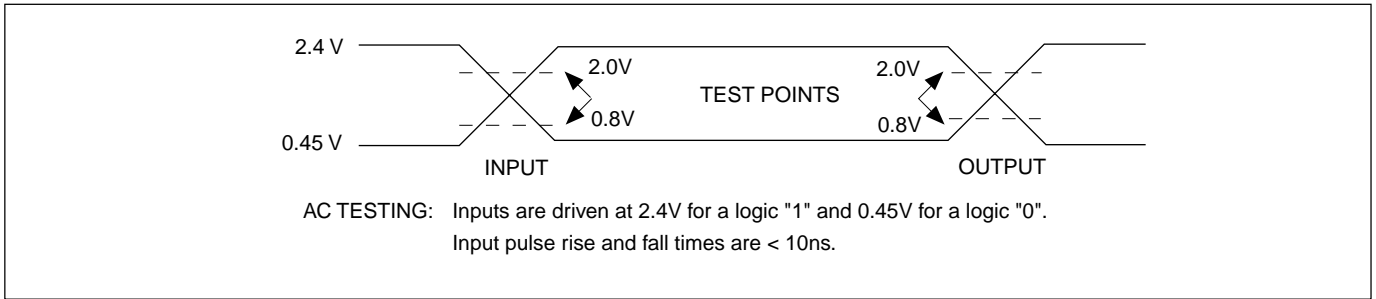 2.4 V
2.0V
2.0V
TEST POINTS
0.8V
0.8V
0.45 V
INPUT
OUTPUT
AC TESTING: Inputs are driven at 2.4V for a logic "1" and 0.45V for a logic "0".
Input pulse rise and fall times are < 10ns.